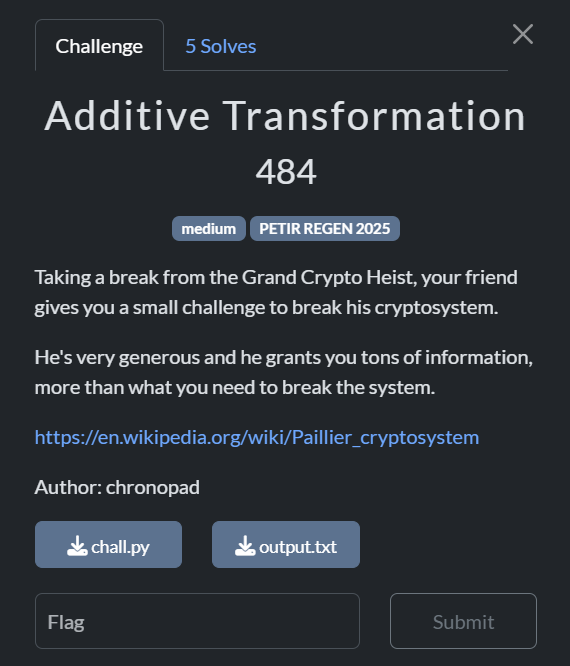 Challenge
5 Solves
Additive Transformation
484
medium PETIR REGEN 2025
Taking a break from the Grand Crypto Heist, your friend
gives you a small challenge to break his cryptosystem.
He's very generous and he grants you tons of information,
more than what you need to break the system.
https://en.wikipedia.org/wiki/Paillier_cryptosystem
Author: chronopad
chall.py
output.txt
Flag
Submit